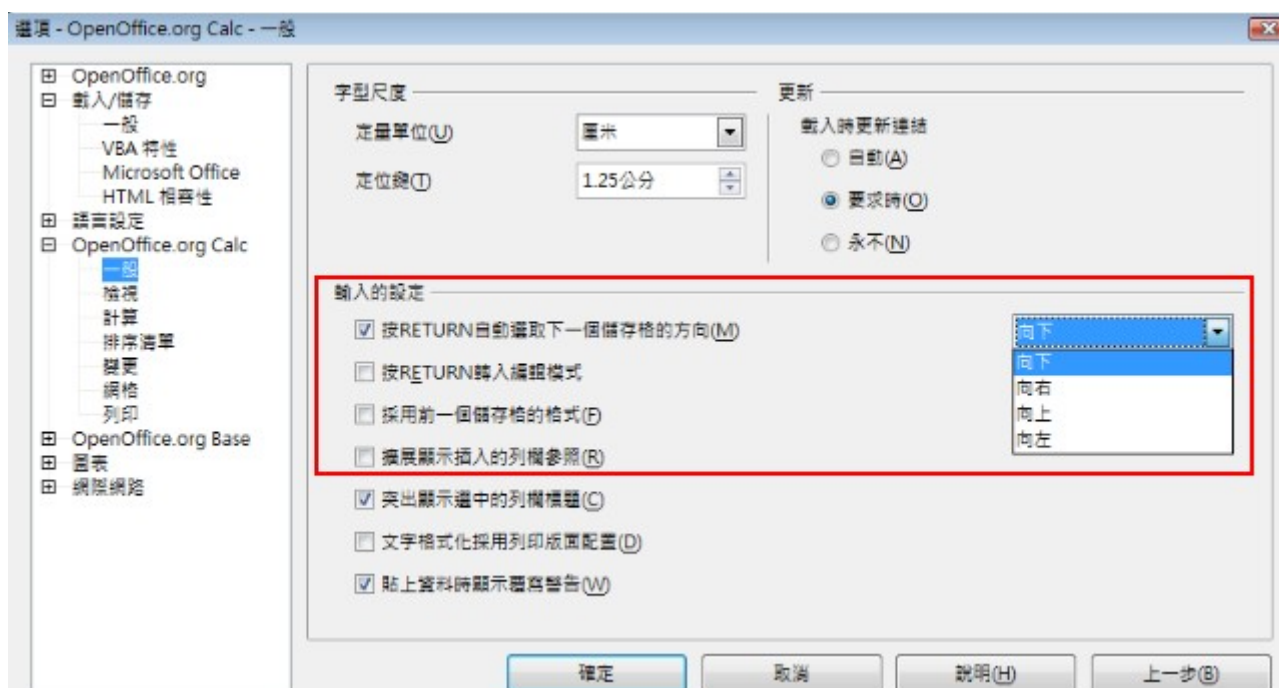 選項 - OpenOffice.org Calc - 一般
OpenOffice.org
載入/儲存
一般
VBA 特性
Microsoft Office
HTML 相容性
語言設定
OpenOffice.org Calc
一般
檢視
計算
排序清單
變更
網格
列印
OpenOffice.org Base
圖表
網際網路
字型尺度
定量單位(U)
厘米
定位鍵(T)
1.25公分
更新
載入時更新連結
自動(A)
要求時(O)
永不(N)
輸入的設定
按RETURN自動選取下一個儲存格的方向(M)
向下
向下
向右
向上
向左
按RETURN轉入編輯模式
採用前一個儲存格的格式(F)
擴展顯示插入的列欄參照(R)
突出顯示選中的列欄標題(C)
文字格式化採用列印版面配置(D)
貼上資料時顯示覆寫警告(W)
確定
取消
說明(H)
上一步(B)